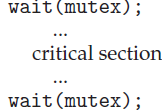 wait(mutex);
...
critical section
...
wait(mutex);